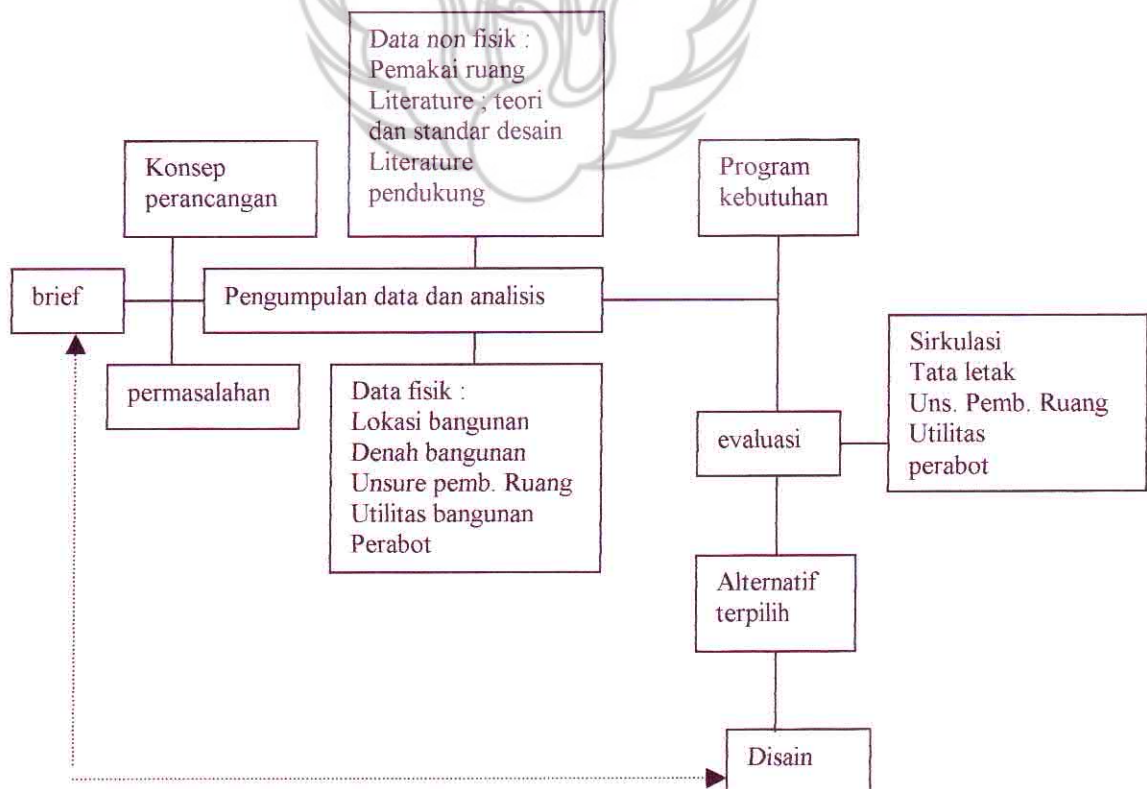 Data non fisik :
Pemakai ruang
Literature ; teori
dan standar desain
Literature
pendukung
Konsep
perancangan
Program
kebutuhan
brief
Pengumpulan data dan analisis
permasalahan
Data fisik :
Lokasi bangunan
Denah bangunan
Unsure pemb. Ruang
Utilitas bangunan
Perabot
evaluasi
Sirkulasi
Tata letak
Uns. Pemb. Ruang
Utilitas
perabot
Alternatif
terpilih
Disain